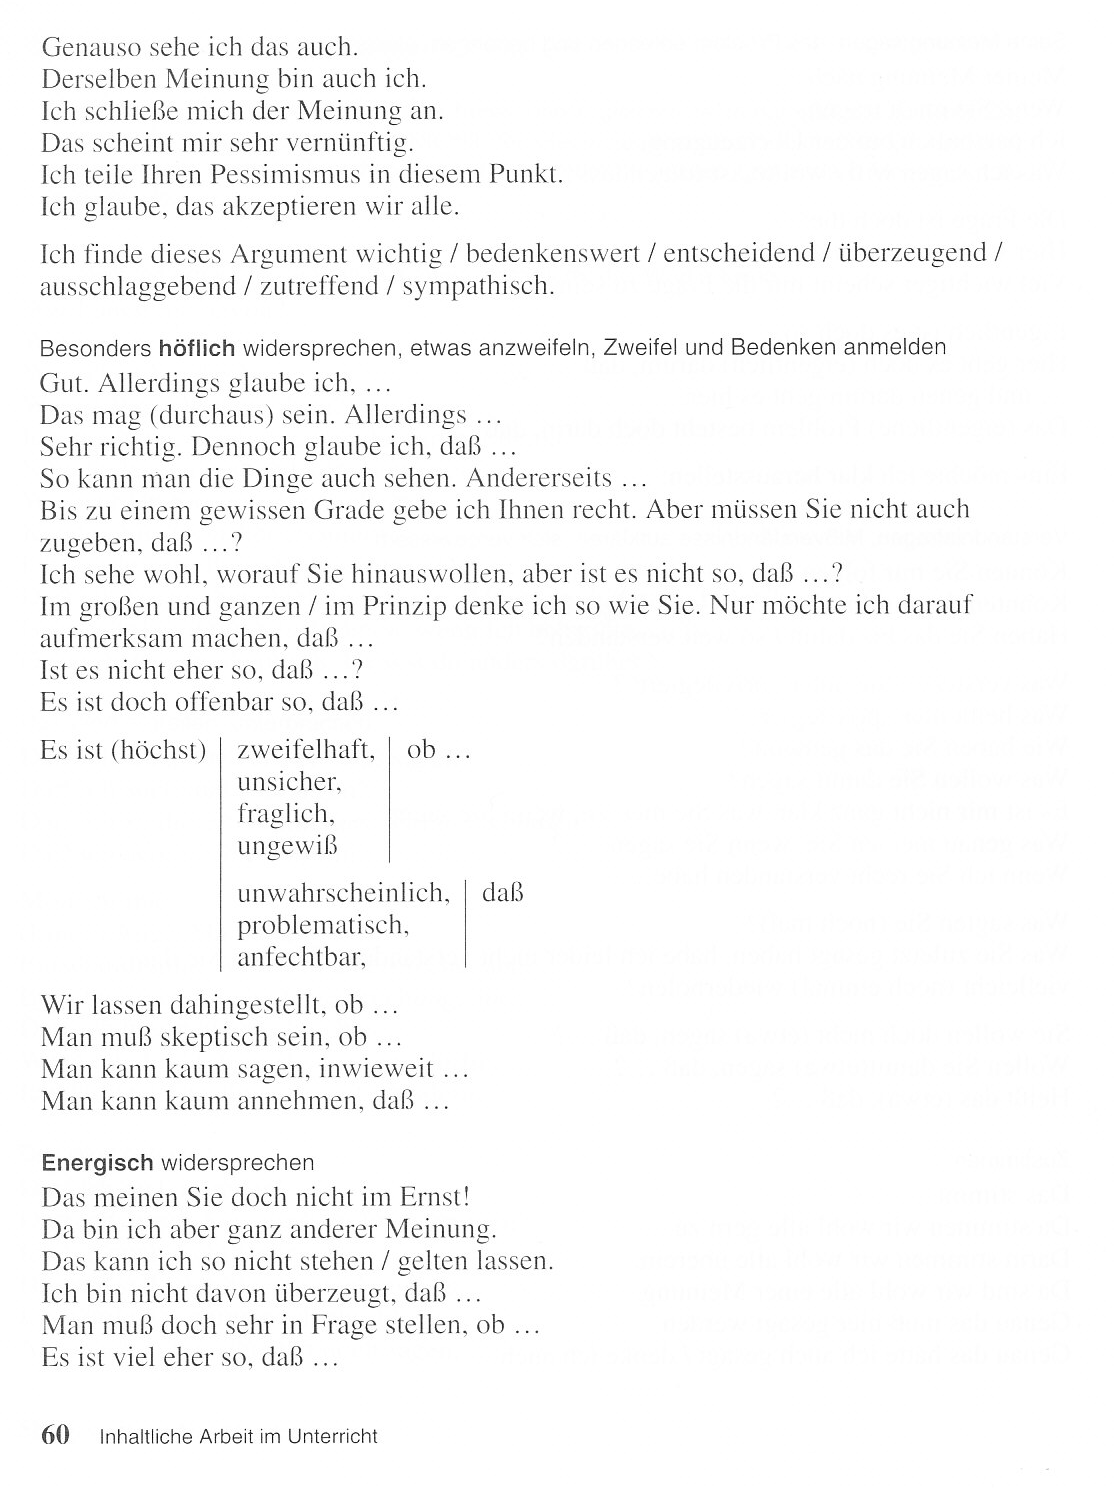 Genauso sehe ich das auch.
Derselben Meinung bin auch ich.
Ich schließe mich der Meinung an.
Das scheint mir sehr vernünftig.
Ich teile Ihren Pessimismus in diesem Punkt.
Ich glaube, das akzeptieren wir alle.
Ich finde dieses Argument wichtig / bedenkenswert / entscheidend / überzeugend /
ausschlaggebend / zutreffend / sympathisch.
Besonders höflich widersprechen, etwas anzweifeln, Zweifel und Bedenken anmelden
Gut. Allerdings glaube ich, …
Das mag (durchaus) sein. Allerdings …
Sehr richtig. Dennoch glaube ich, daß …
So kann man die Dinge auch sehen. Andererseits …
Bis zu einem gewissen Grade gebe ich Ihnen recht. Aber müssen Sie nicht auch
zugeben, daß …?
Ich sehe wohl, worauf Sie hinauswollen, aber ist es nicht so, daß …?
Im großen und ganzen / im Prinzip denke ich so wie Sie. Nur möchte ich darauf
aufmerksam machen, daß …
Ist es nicht eher so, daß …?
Es ist doch offenbar so, daß …
Es ist (höchst) zweifelhaft, ob …
unsicher,
fraglich,
ungewiß
unwahrscheinlich, daß
problematisch,
anfechtbar,
Wir lassen dahingestellt, ob …
Man muß skeptisch sein, ob …
Man kann kaum sagen, inwieweit …
Man kann kaum annehmen, daß …
Energisch widersprechen
Das meinen Sie doch nicht im Ernst!
Da bin ich aber ganz anderer Meinung.
Das kann ich so nicht stehen / gelten lassen.
Ich bin nicht davon überzeugt, daß …
Man muß doch sehr in Frage stellen, ob …
Es ist viel eher so, daß …
60 Inhaltliche Arbeit im Unterricht